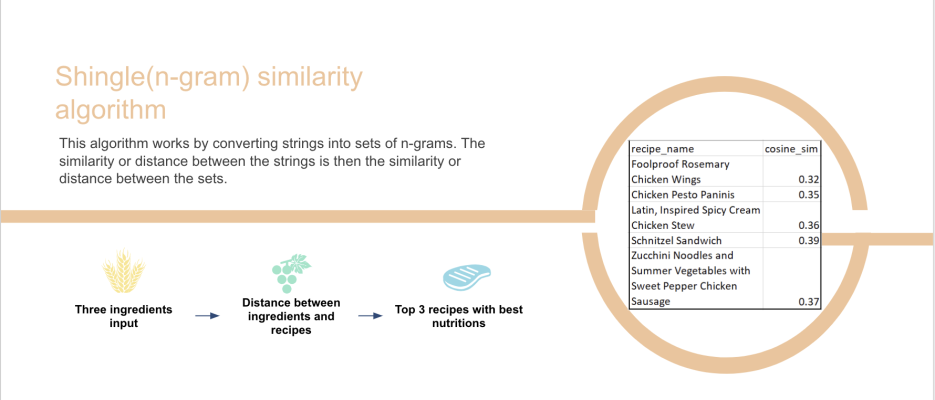 Shingle(n-gram) similarity
algorithm
This algorithm works by converting strings into sets of n-grams. The
similarity or distance between the strings is then the similarity or
distance between the sets.
recipe_name cosine_sim
Foolproof Rosemary
Chicken Wings 0.32
Chicken Pesto Paninis 0.35
Latin, Inspired Spicy Cream
Chicken Stew 0.36
Schnitzel Sandwich 0.39
Zucchini Noodles and
Summer Vegetables with
Sweet Pepper Chicken
Sausage 0.37
Three ingredients
input
Distance between
ingredients and
recipes
Top 3 recipes with best
nutritions